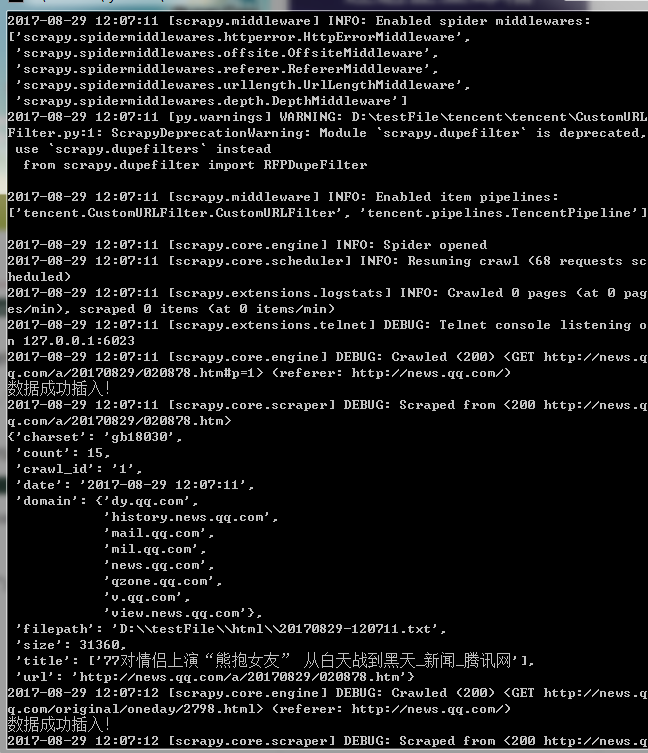 2017-08-29 12:07:11 [scrapy.middleware] INFO: Enabled spider middlewares:
['scrapy.spidermiddlewares.httperror.HttpErrorMiddleware',
 'scrapy.spidermiddlewares.offsite.OffsiteMiddleware',
 'scrapy.spidermiddlewares.referer.RefererMiddleware',
 'scrapy.spidermiddlewares.urllength.UrlLengthMiddleware',
 'scrapy.spidermiddlewares.depth.DepthMiddleware']
2017-08-29 12:07:11 [py.warnings] WARNING: D:\testFile\tencent\tencent\CustomURL
Filter.py:1: ScrapyDeprecationWarning: Module `scrapy.dupefilter` is deprecated,
 use `scrapy.dupefilters` instead
  from scrapy.dupefilter import RFPDupeFilter
2017-08-29 12:07:11 [scrapy.middleware] INFO: Enabled item pipelines:
['tencent.CustomURLFilter.CustomURLFilter', 'tencent.pipelines.TencentPipeline']
2017-08-29 12:07:11 [scrapy.core.engine] INFO: Spider opened
2017-08-29 12:07:11 [scrapy.core.scheduler] INFO: Resuming crawl (68 requests sc
heduled)
2017-08-29 12:07:11 [scrapy.extensions.logstats] INFO: Crawled 0 pages (at 0 pag
es/min), scraped 0 items (at 0 items/min)
2017-08-29 12:07:11 [scrapy.extensions.telnet] DEBUG: Telnet console listening o
n 127.0.0.1:6023
2017-08-29 12:07:11 [scrapy.core.engine] DEBUG: Crawled (200) <GET http://news.q
q.com/a/20170829/020878.htm#p=1> (referer: http://news.qq.com/)
数据成功插入!
2017-08-29 12:07:11 [scrapy.core.scraper] DEBUG: Scraped from <200 http://news.q
q.com/a/20170829/020878.htm>
{'charset': 'gb18030',
 'count': 15,
 'crawl_id': '1',
 'date': '2017-08-29 12:07:11',
 'domain': {'dy.qq.com',
            'history.news.qq.com',
            'mail.qq.com',
            'mil.qq.com',
            'news.qq.com',
            'qzone.qq.com',
            'v.qq.com',
            'view.news.qq.com'},
 'filepath': 'D:\\testFile\\html\\20170829-120711.txt',
 'size': 31360,
 'title': ['77对情侣上演“熊抱女友” 从白天战到黑天_新闻_腾讯网'],
 'url': 'http://news.qq.com/a/20170829/020878.htm'}
2017-08-29 12:07:12 [scrapy.core.engine] DEBUG: Crawled (200) <GET http://news.q
q.com/original/oneday/2798.html> (referer: http://news.qq.com/)
数据成功插入!
2017-08-29 12:07:12 [scrapy.core.scraper] DEBUG: Scraped from <200 http://news.q